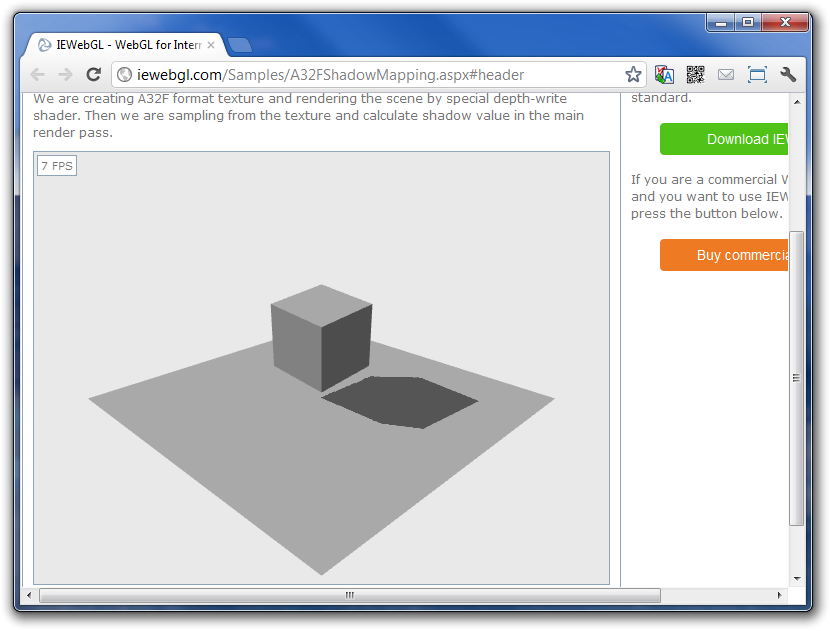 IEWebGL - WebGL for Intern
iewebgl.com/Samples/A32FShadowMapping.aspx#header
We are creating A32F format texture and rendering the scene by special depth-write
shader. Then we are sampling from the texture and calculate shadow value in the main
render pass.
7 FPS
standard.
Download IEW
If you are a commercial W
and you want to use IEW
press the button below.
Buy commercia